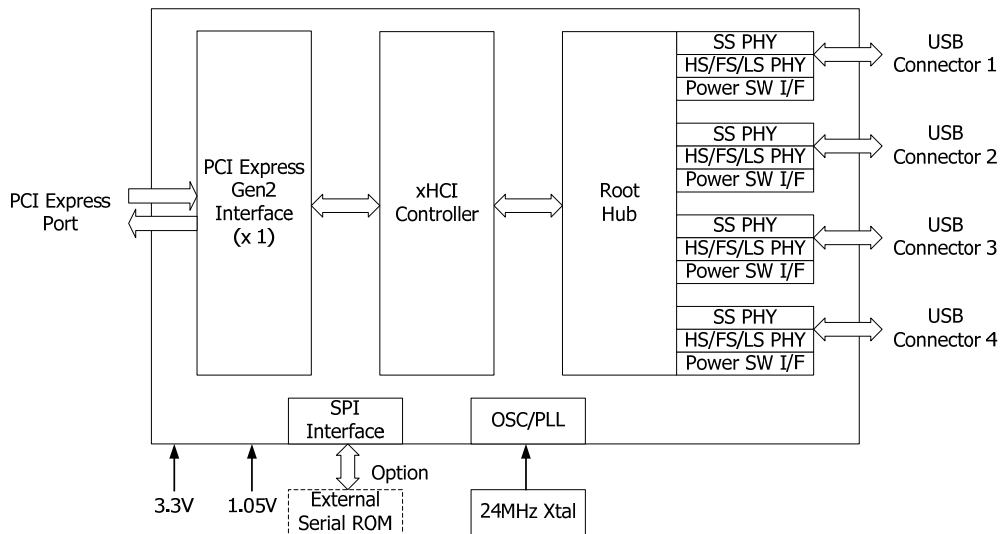 PCI Express
Port
PCI Express
Gen2
Interface
(x 1)
xHCI
Controller
Root
Hub
SS PHY
HS/FS/LS PHY
Power SW I/F
USB
Connector 1
SS PHY
HS/FS/LS PHY
Power SW I/F
USB
Connector 2
SS PHY
HS/FS/LS PHY
Power SW I/F
USB
Connector 3
SS PHY
HS/FS/LS PHY
Power SW I/F
USB
Connector 4
SPI
Interface
OSC/PLL
Option
3.3V
1.05V
External
Serial ROM
24MHz Xtal